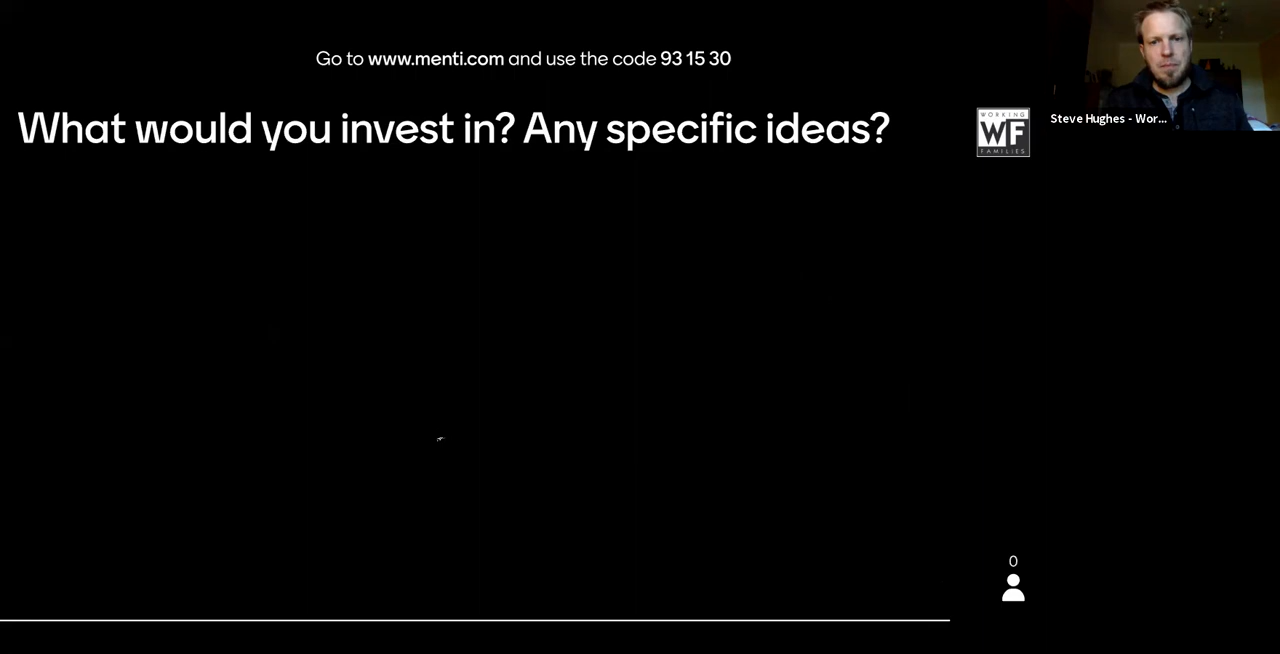 Go to www.menti.com and use the code 93 15 30
What would you invest in? Any specific ideas?
WORKING
WF
FAMILIES
Steve Hughes - Wor...
0